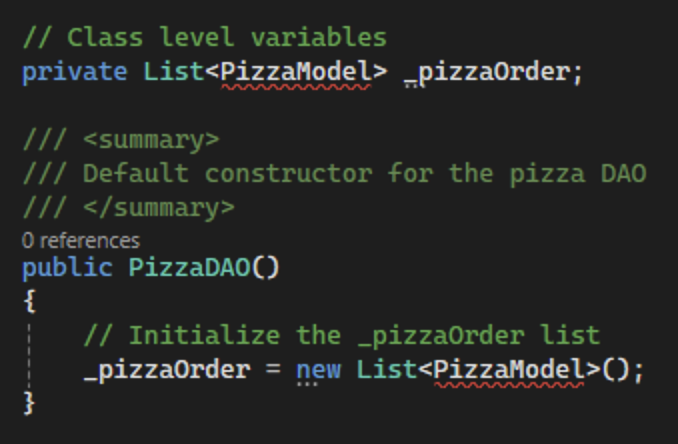 // Class level variables
private List<PizzaModel> _pizzaOrder;
/// <summary>
/// Default constructor for the pizza DAO
/// </summary>
0 references
public PizzaDAO()
{
// Initialize the _pizzaOrder list
_pizzaOrder = new List<PizzaModel>();
}